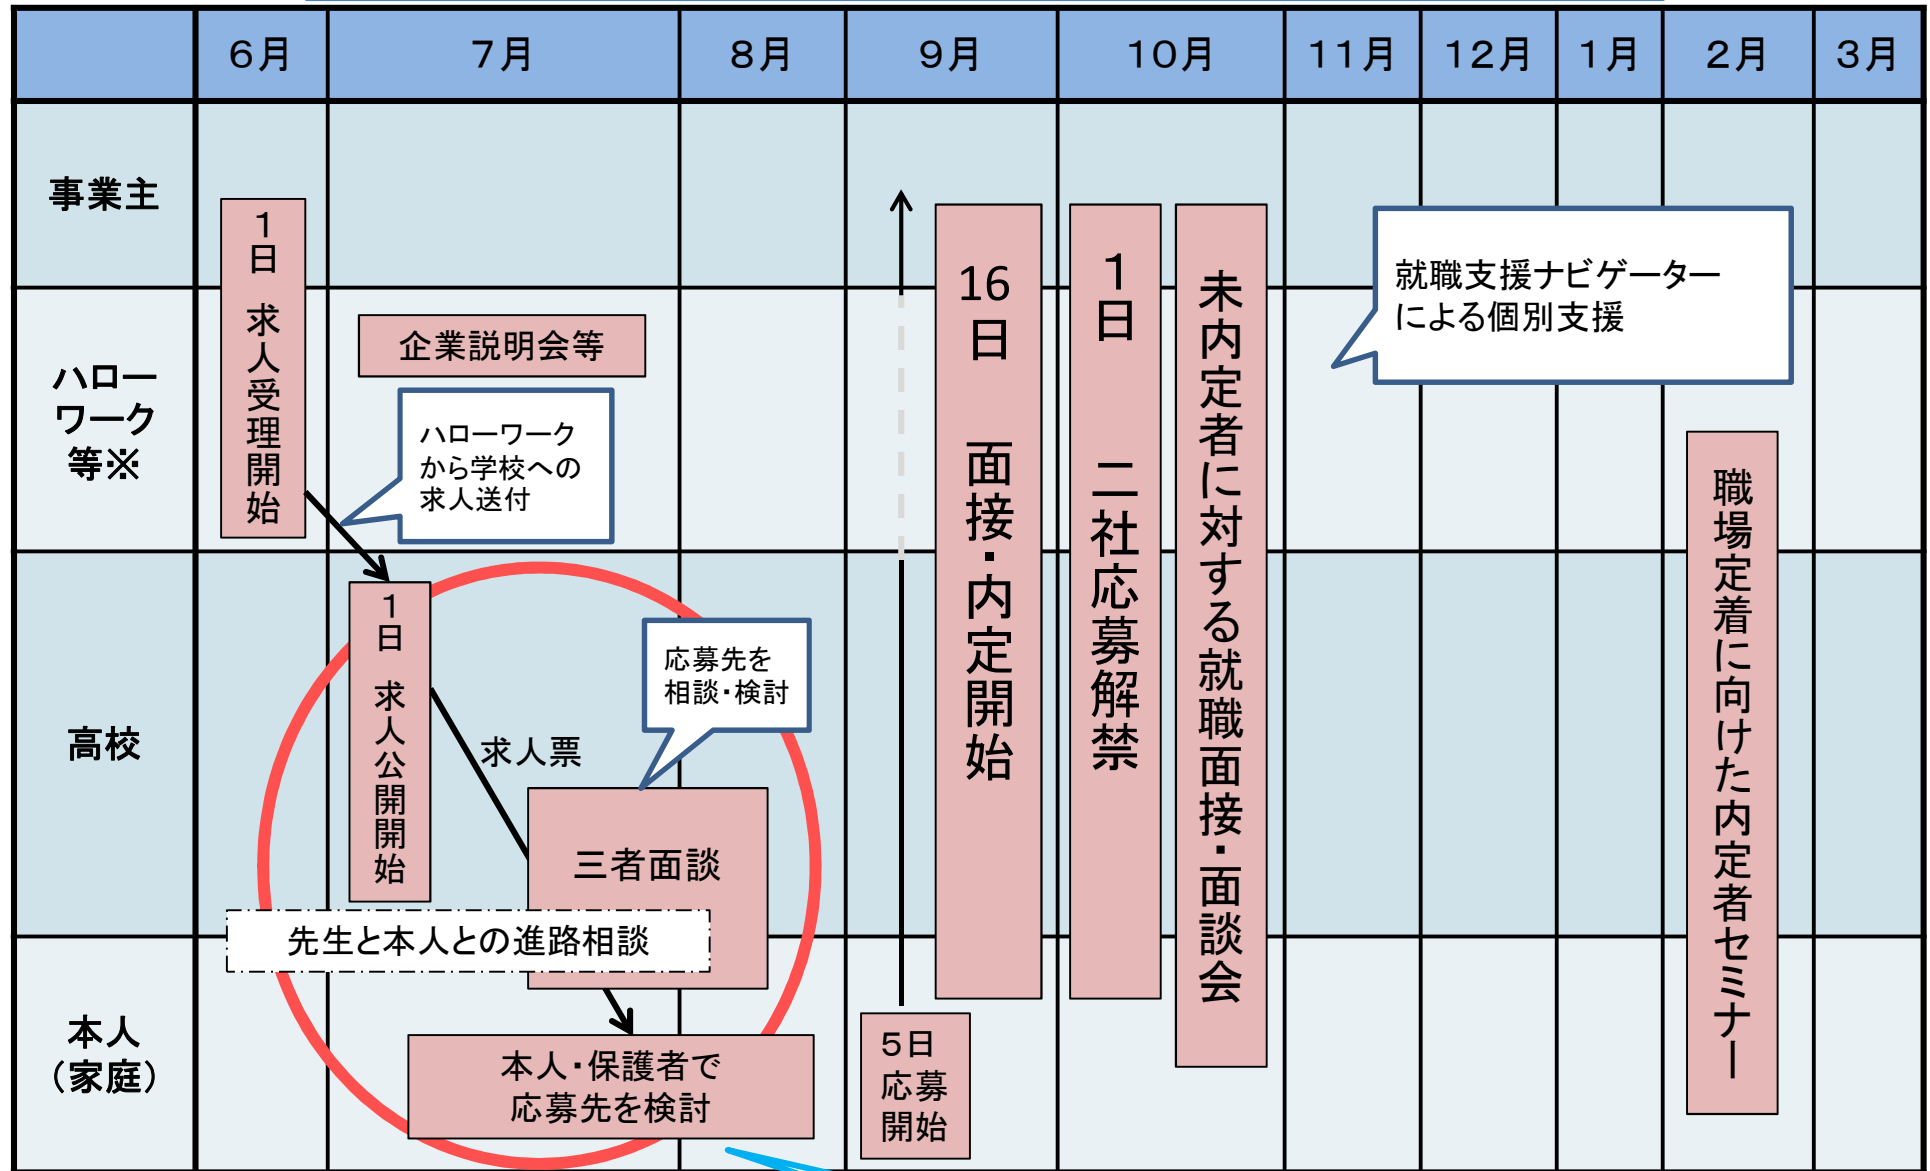 6月 7月 8月 9月 10月 11月 12月 1月 2月 3月
事業主
ハロー
ワーク
等※
高校
本人
（家庭）
1日 求人受理開始
企業説明会等
ハローワーク
から学校への
求人送付
1日 求人公開開始
求人票
応募先を
相談・検討
三者面談
先生と本人との進路相談
本人・保護者で
応募先を検討
5日
応募
開始
16日 面接・内定開始
1日 二社応募解禁
未内定者に対する就職面接・面談会
就職支援ナビゲーター
による個別支援
職場定着に向けた内定者セミナー